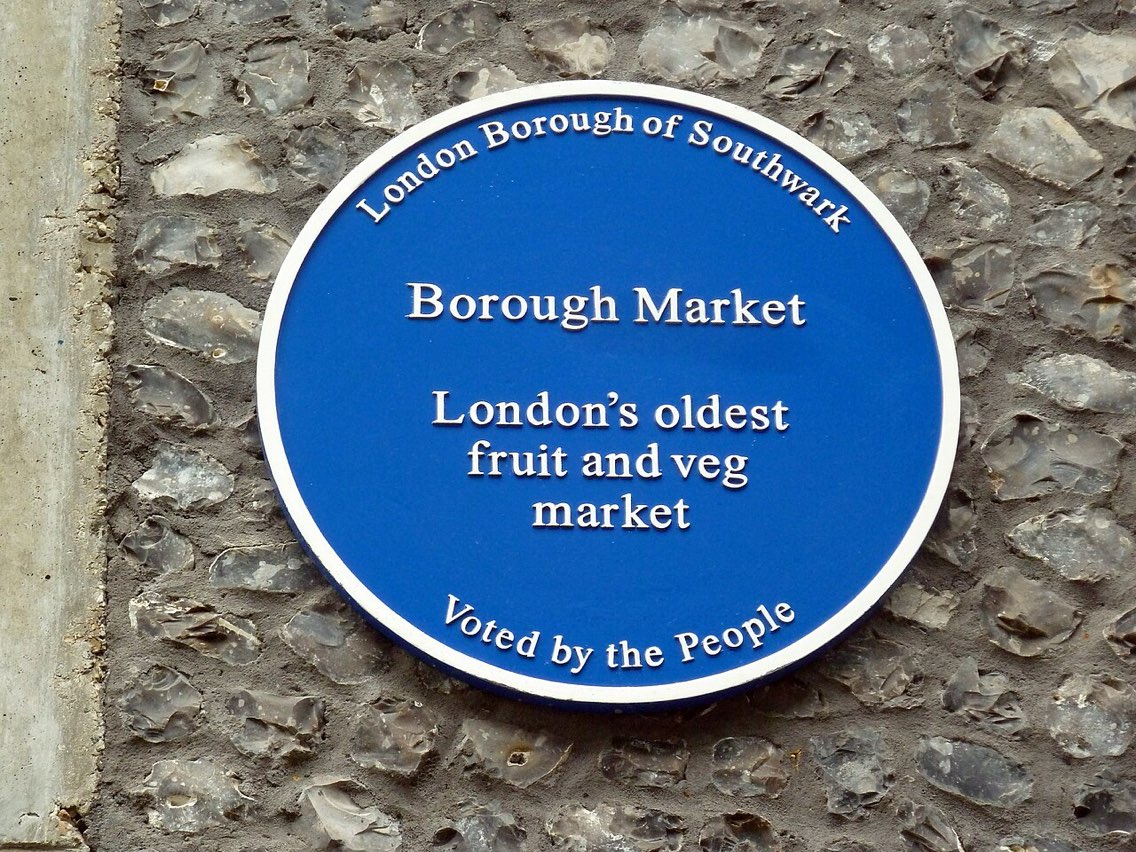 London Borough of Southwark
Borough Market
London’s oldest
fruit and veg
market
Voted by the People